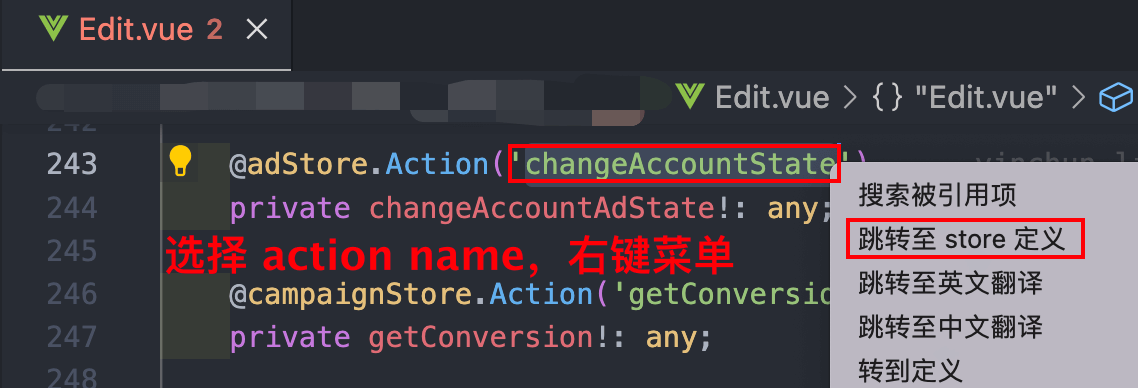 Edit.vue 2
Edit.vue > {} "Edit.vue" >
242
243 @adStore.Action('changeAccountState')
244 private changeAccountAdState!: any;
245
选择 action name，右键菜单
246 @campaignStore.Action('getConversio
247 private getConversion!: any;
248
搜索被引用项
跳转至 store 定义
跳转至英文翻译
跳转至中文翻译
转到定义